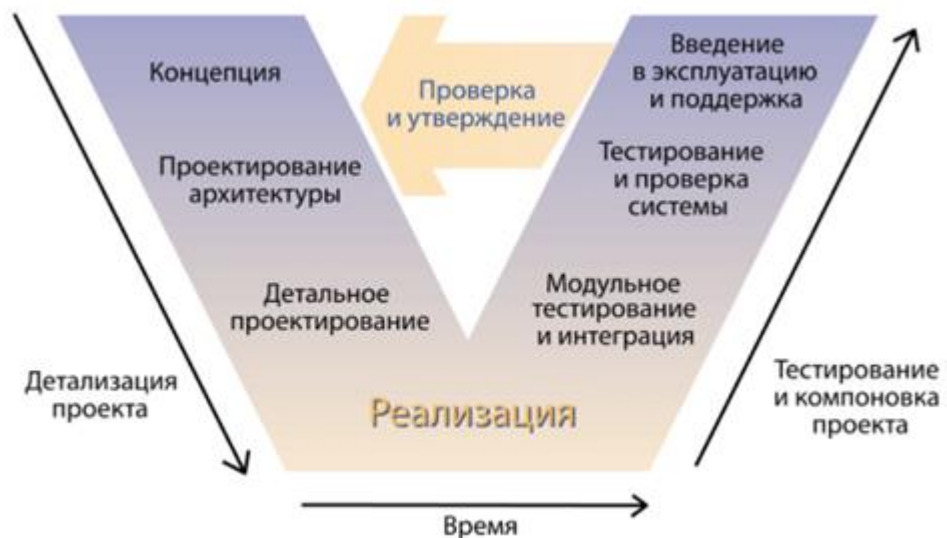 Концепция
Проектирование
архитектуры
Детальное
проектирование
Детализация
проекта
Реализация
Проверка
и утверждение
Введение
в эксплуатацию
и поддержка
Тестирование
и проверка
системы
Модульное
тестирование
и интеграция
Тестирование
и компоновка
проекта
Время